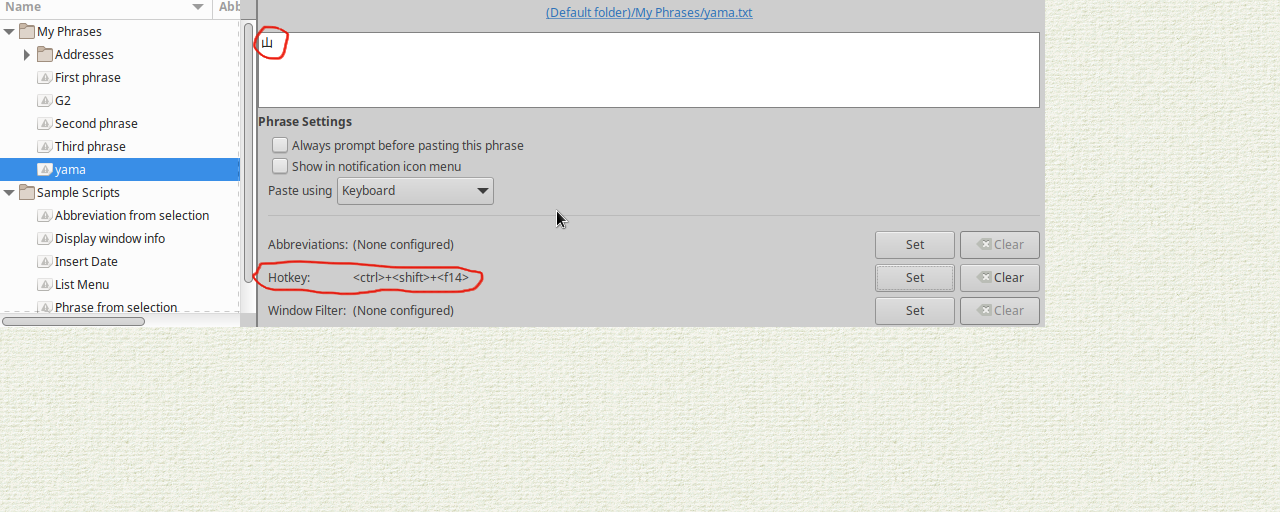 Name
Abb
My Phrases
Addresses
First phrase
G2
Second phrase
Third phrase
yama
Sample Scripts
Abbreviation from selection
Display window info
Insert Date
List Menu
Phrase from selection
(Default folder)/My Phrases/yama.txt
山
Phrase Settings
Always prompt before pasting this phrase
Show in notification icon menu
Paste using Keyboard
Abbreviations: (None configured) Set Clear
Hotkey: <ctrl>+<shift>+<f14> Set Clear
Window Filter: (None configured) Set Clear